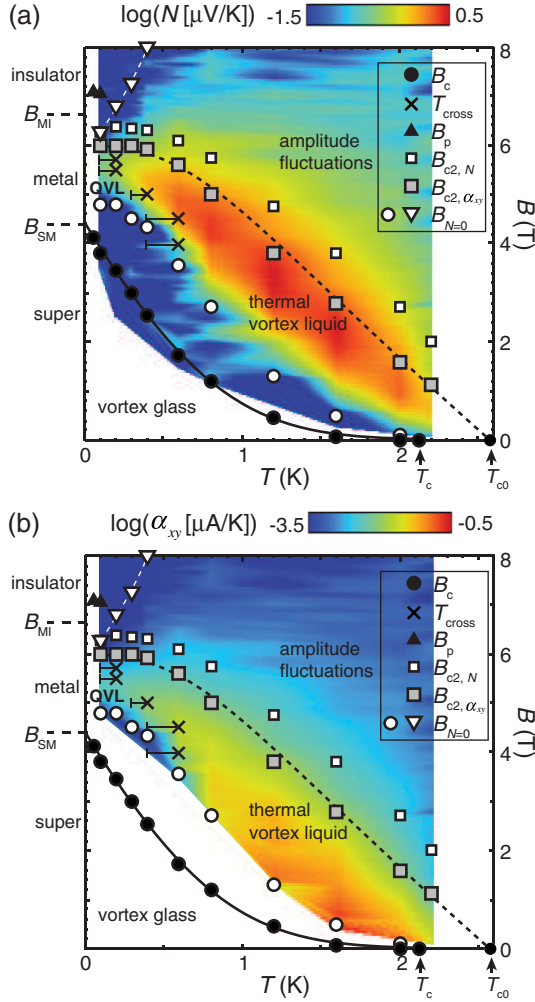 (a) log(N [μV/K]) -1.5 0.5
insulator
B_MI
metal
B_SM
super
8
6
4
2
0
B (T)
B_c
T_cross
B_p
B_c2, N
B_c2, α_xy
B_N=0
amplitude
fluctuations
QVL
thermal
vortex liquid
vortex glass
0 1 2
T (K)
T_c T_c0
(b) log(α_xy [μA/K]) -3.5 -0.5
insulator
B_MI
metal
B_SM
super
8
6
4
2
0
B (T)
B_c
T_cross
B_p
B_c2, N
B_c2, α_xy
B_N=0
amplitude
fluctuations
QVL
thermal
vortex liquid
vortex glass
0 1 2
T (K)
T_c T_c0